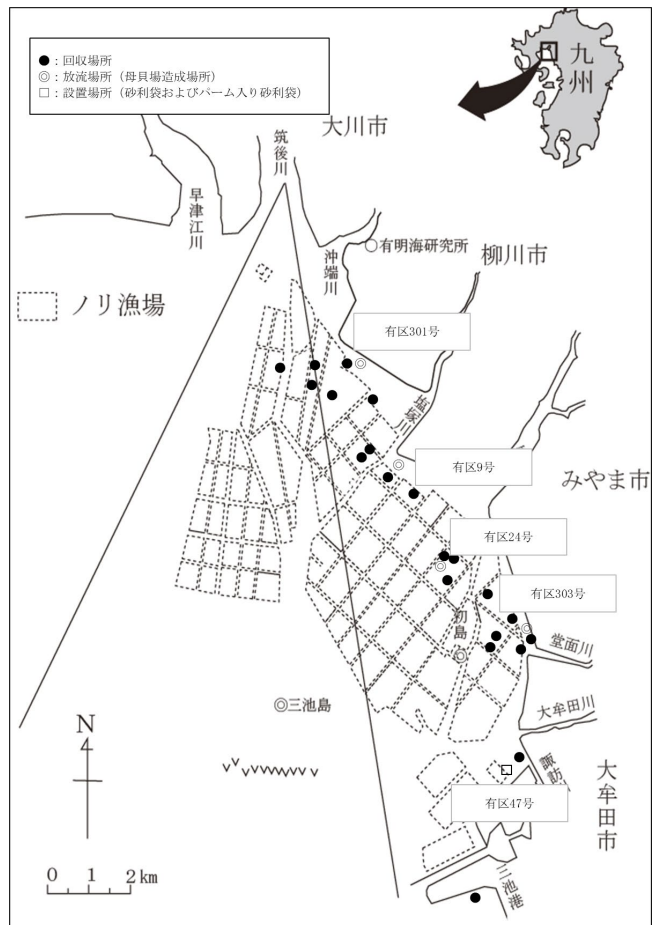 ●：回収場所
◎：放流場所（母貝場造成場所）
□：設置場所（砂利袋およびパーム入り砂利袋）
九州
大川市
筑後川
早津江川
沖端川
○有明海研究所
柳川市
ノリ漁場
有区301号
塩塚川
有区9号
みやま市
有区24号
有区303号
初島
堂面川
◎三池島
大牟田川
N
諏訪
大牟田市
有区47号
0 1 2km
三池港